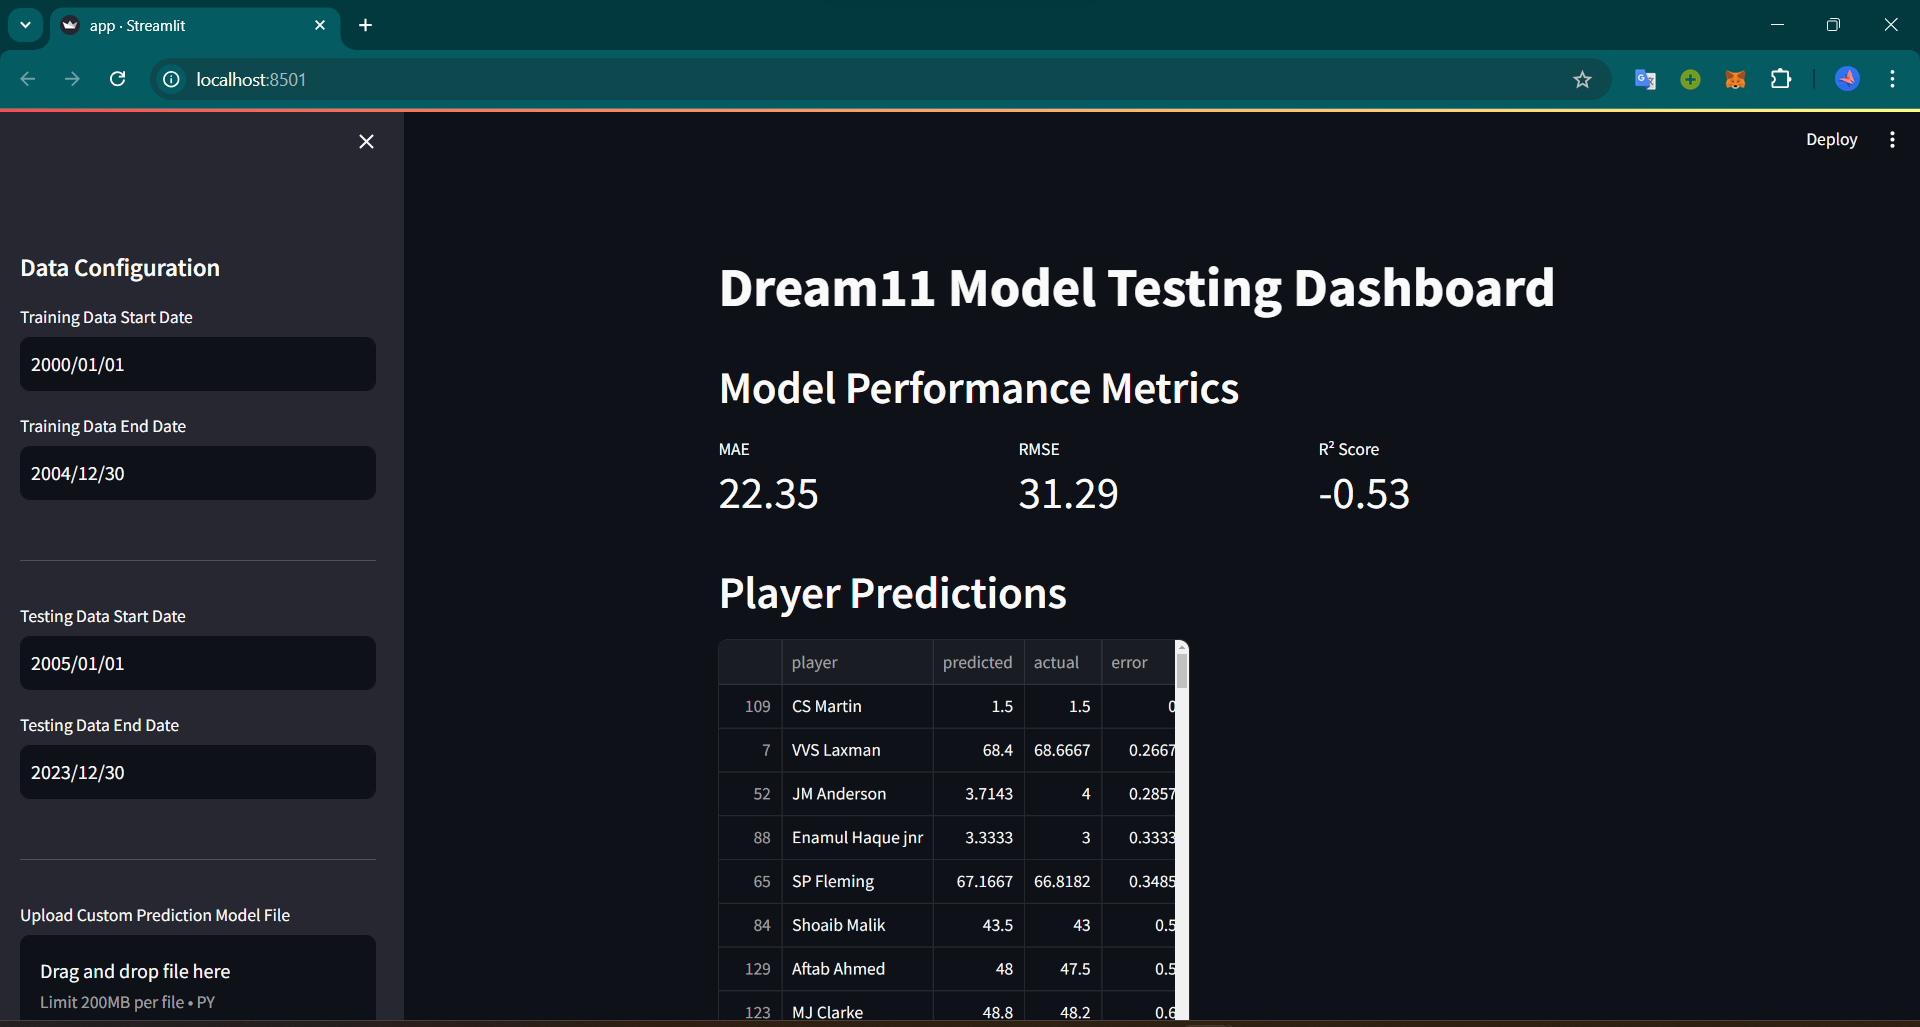 app · Streamlit
localhost:8501
Deploy
Data Configuration
Training Data Start Date
2000/01/01
Training Data End Date
2004/12/30
Testing Data Start Date
2005/01/01
Testing Data End Date
2023/12/30
Upload Custom Prediction Model File
Drag and drop file here
Limit 200MB per file • PY
Dream11 Model Testing Dashboard
Model Performance Metrics
MAE RMSE R² Score
22.35 31.29 -0.53
Player Predictions
player predicted actual error
109 CS Martin 1.5 1.5 0
7 VVS Laxman 68.4 68.6667 0.2667
52 JM Anderson 3.7143 4 0.2857
88 Enamul Haque jnr 3.3333 3 0.3333
65 SP Fleming 67.1667 66.8182 0.3485
84 Shoaib Malik 43.5 43 0.5
129 Aftab Ahmed 48 47.5 0.5
123 MJ Clarke 48.8 48.2 0.6